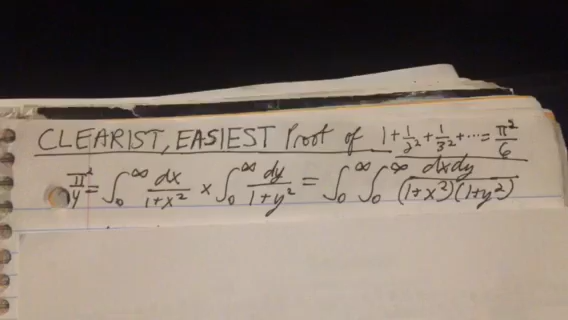 CLEARIST, EASIEST Proof of 1+1/2²+1/3²+⋯=π²/6
π²/4=∫₀^∞ dx/(1+x²) × ∫₀^∞ dy/(1+y²) = ∫₀^∞ ∫₀^∞ dxdy/((1+x²)(1+y²))